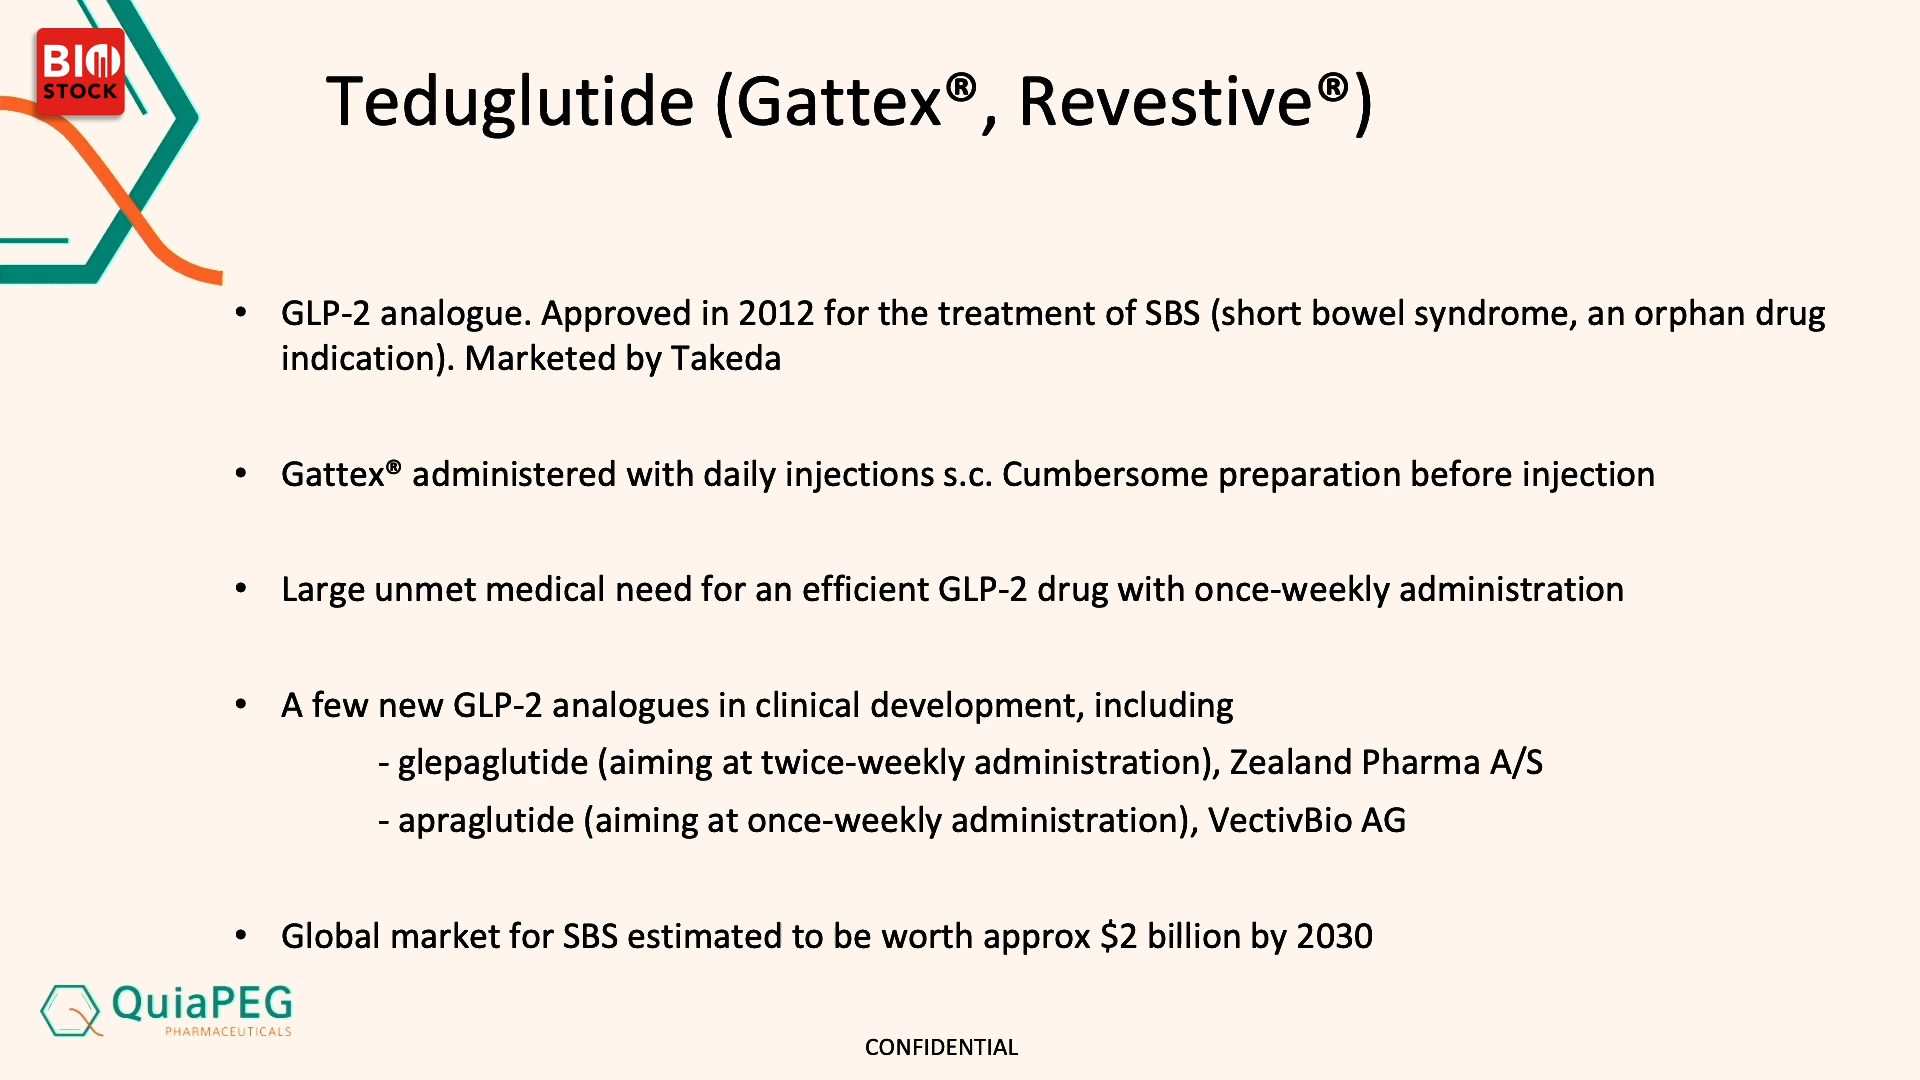 BIO
STOCK
Teduglutide (Gattex®, Revestive®)
• GLP-2 analogue. Approved in 2012 for the treatment of SBS (short bowel syndrome, an orphan drug
indication). Marketed by Takeda
• Gattex® administered with daily injections s.c. Cumbersome preparation before injection
• Large unmet medical need for an efficient GLP-2 drug with once-weekly administration
• A few new GLP-2 analogues in clinical development, including
- glepaglutide (aiming at twice-weekly administration), Zealand Pharma A/S
- apraglutide (aiming at once-weekly administration), VectivBio AG
• Global market for SBS estimated to be worth approx $2 billion by 2030
QuiaPEG
PHARMACEUTICALS
CONFIDENTIAL